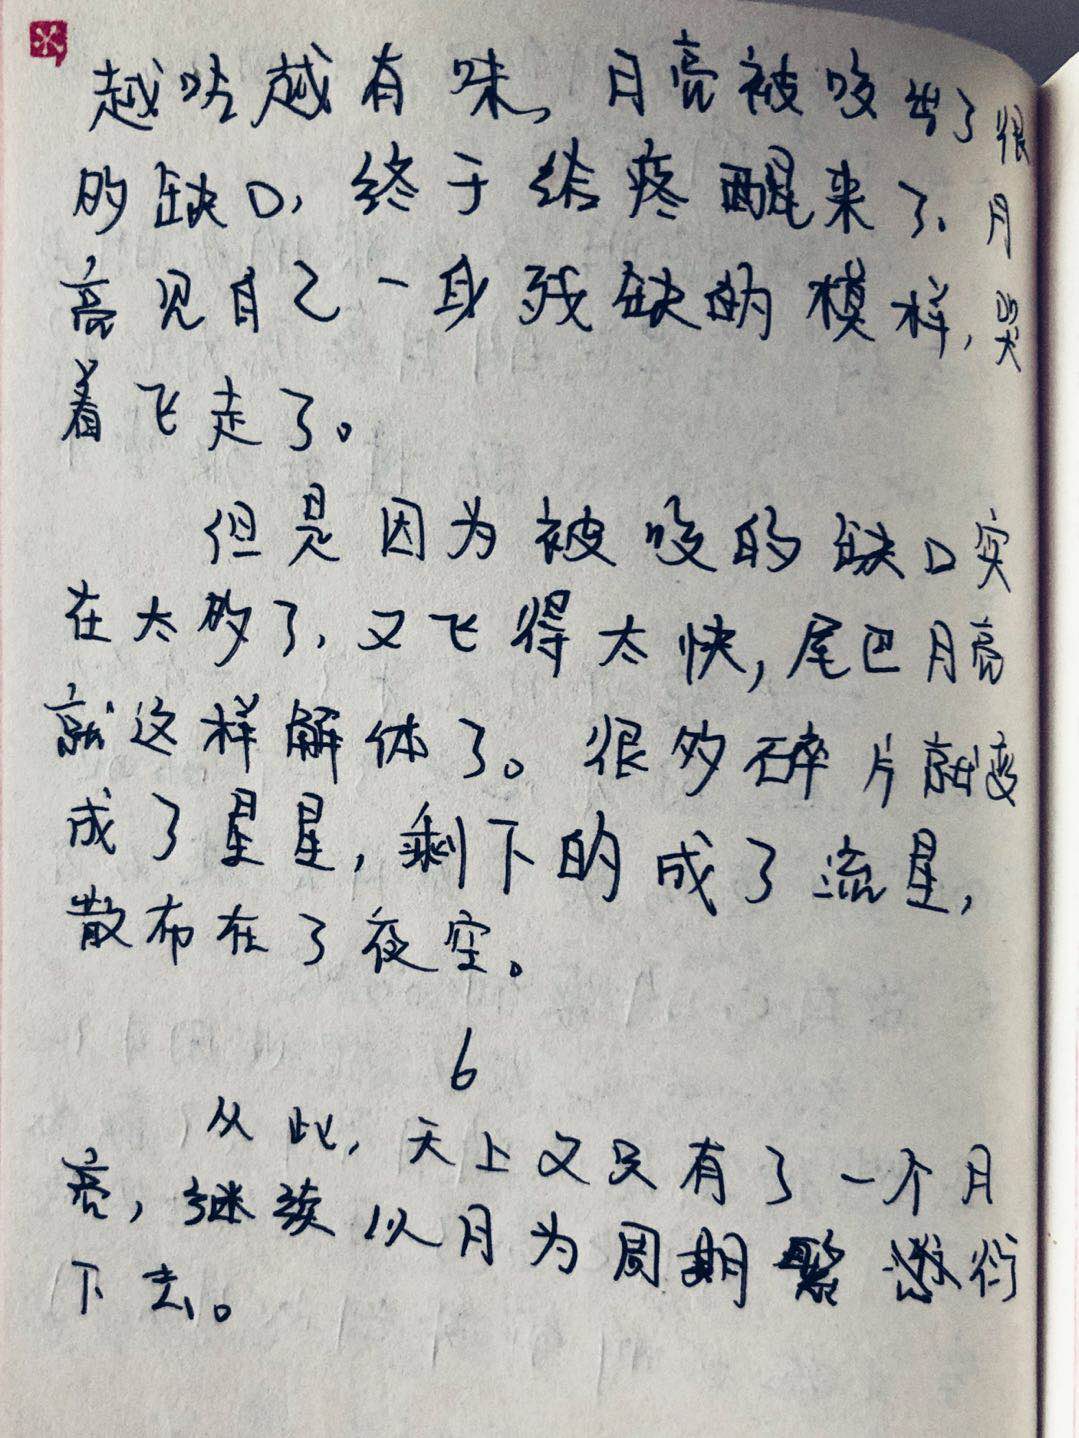 越吃越有味，月亮被咬出了很
的缺口，终于给疼醒来了。月
亮见自己一身残缺的模样，哭
着飞走了。
但是因为被咬的缺口实
在太多了，又飞得太快，尾巴月亮
就这样解体了。很多碎片就变
成了星星，剩下的成了流星，
散布在了夜空。
6
从此，天上又只有了一个月
亮，继续以月为周期繁衍
下去。